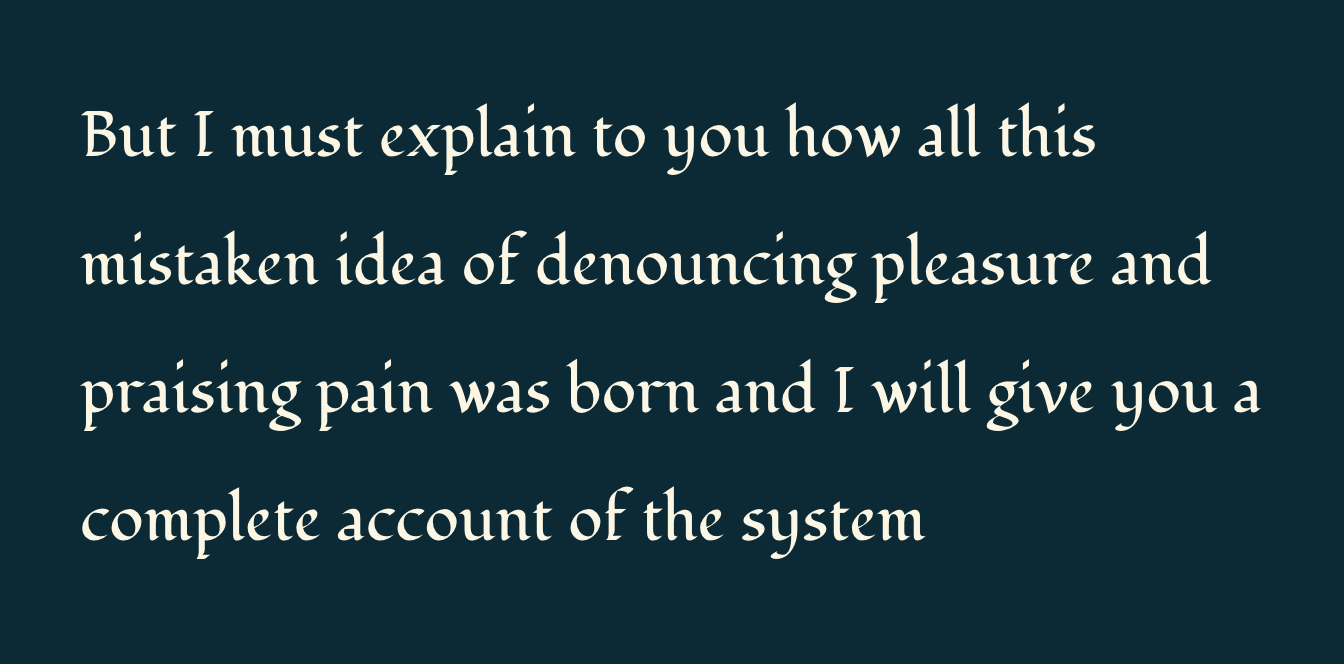 But I must explain to you how all this
mistaken idea of denouncing pleasure and
praising pain was born and I will give you a
complete account of the system